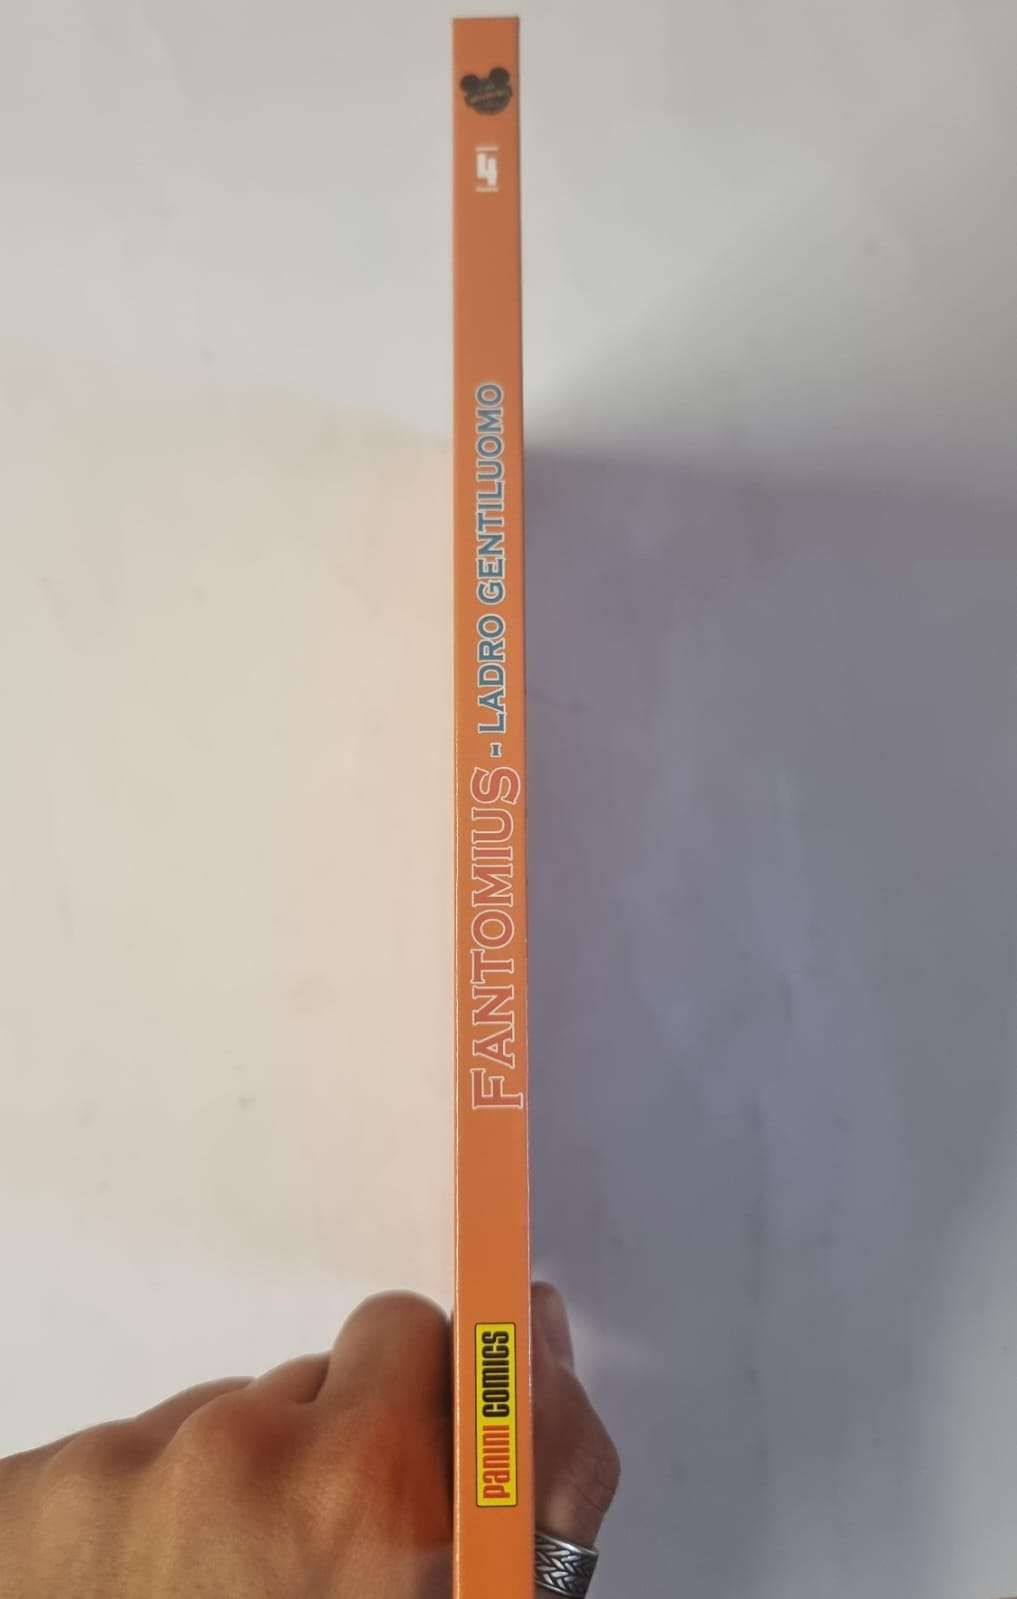 4
FANTOMIUS - LADRO GENTILUOMO
PANINI COMICS